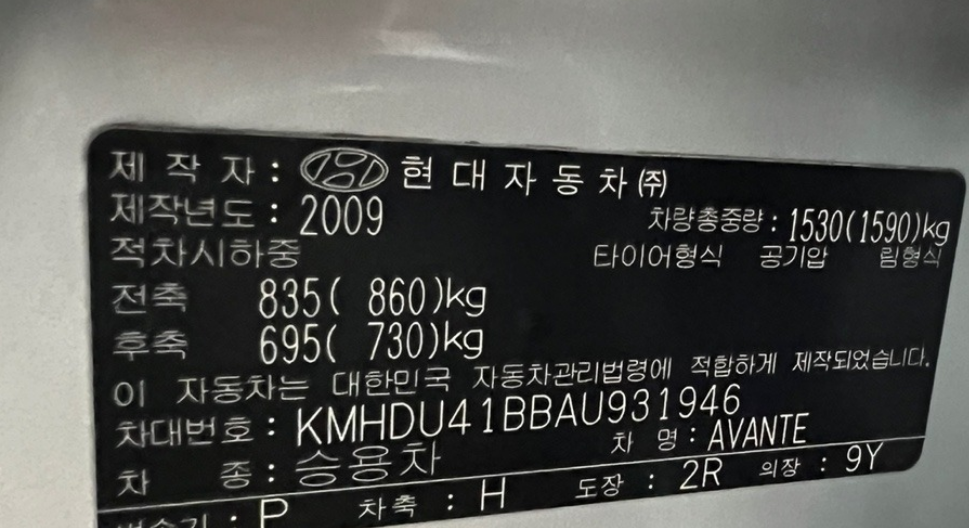 제 작 자 : 현 대 자 동 차 ㈜
제작년도 : 2009 차량총중량 : 1530(1590)kg
적차시하중 타이어형식 공기압 림형식
전축 835( 860)kg
후축 695( 730)kg
이 자동차는 대한민국 자동차관리법령에 적합하게 제작되었습니다.
차대번호 : KMHDU41BBAU931946
차 종 : 승용차 차 명 : AVANTE
변속기 : P 차축 : H 도장 : 2R 의장 : 9Y